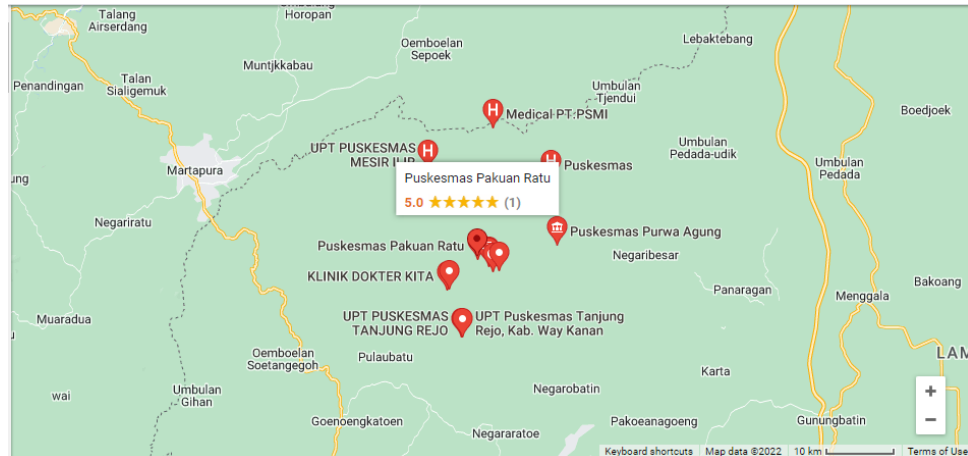 Talang
Airserdang
Horopan
Lebaktebang
Oemboelan
Sepoek
Muntjkkabau
Talan
Sialigemuk
Penandingan
Umbulan
Tjendui
Medical PT.PSMI
Boedjoek
UPT PUSKESMAS
MESIR ILIR
Umbulan
Pedada-udik
Puskesmas
Umbulan
Pedada
Martapura
ung
Puskesmas Pakuan Ratu
5.0 ★★★★★ (1)
Negariratu
Puskesmas Purwa Agung
Puskesmas Pakuan Ratu
Negaribesar
KLINIK DOKTER KITA
Bakoang
Panaragan
Menggala
Muaradua
UPT PUSKESMAS
TANJUNG REJO
UPT Puskesmas Tanjung
Rejo, Kab. Way Kanan
Oemboelan
Soetangegoh
Pulaubatu
LAM
Karta
Umbulan
Gihan
wai
Negarobatin
Goenoengkatoen
Negararatoe
Pakoeanagoeng
Gunungbatin
+
−
Keyboard shortcuts Map data ©2022 10 km Terms of Use